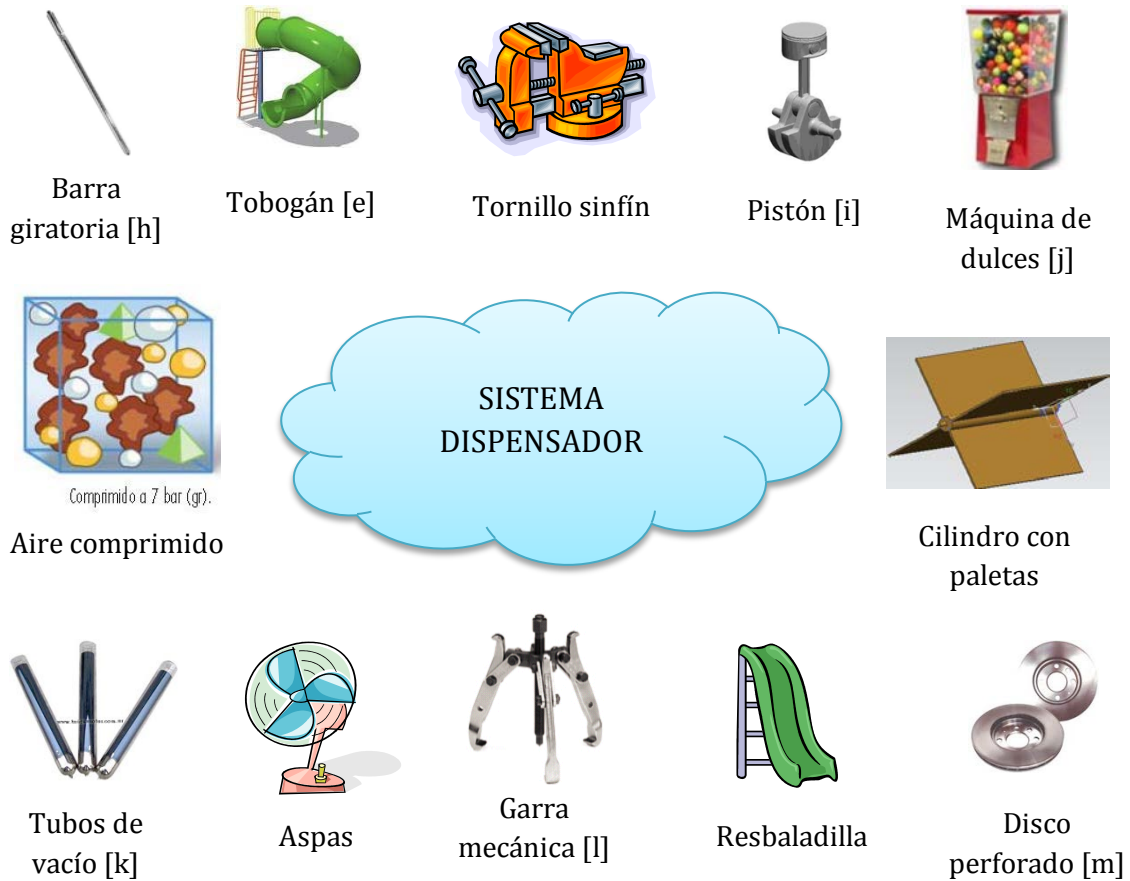 Barra
giratoria [h]
Tobogán [e]
Tornillo sinfín
Pistón [i]
Máquina de
dulces [j]
SISTEMA
DISPENSADOR
Comprimido a 7 bar (gr).
Aire comprimido
Cilindro con
paletas
Tubos de
vacío [k]
Aspas
Garra
mecánica [l]
Resbaladilla
Disco
perforado [m]